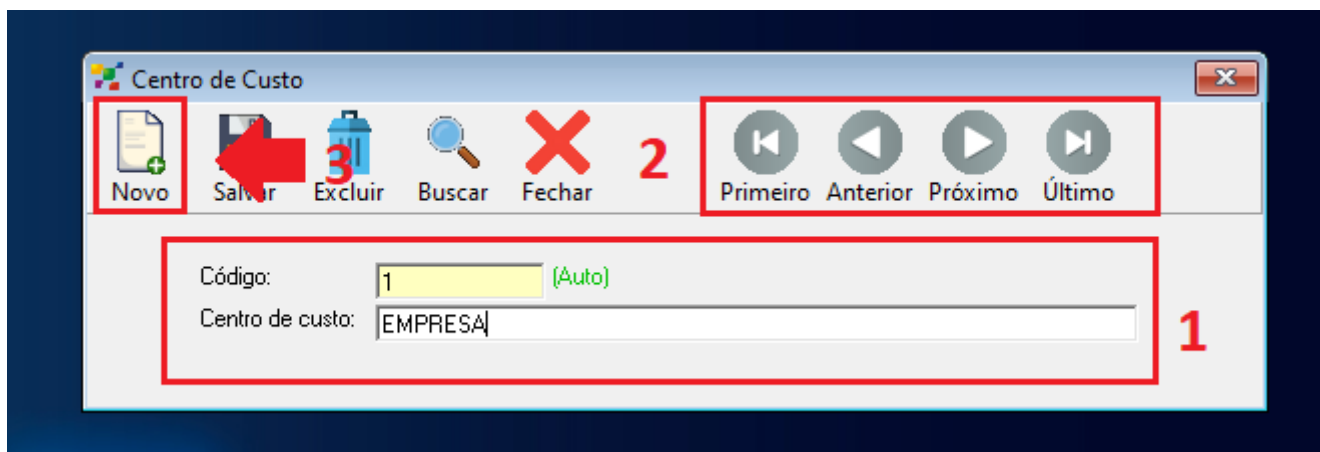 Centro de Custo
Novo Salvar 3 Excluir Buscar Fechar 2 Primeiro Anterior Próximo Último
Código: 1 (Auto)
Centro de custo: EMPRESA
1